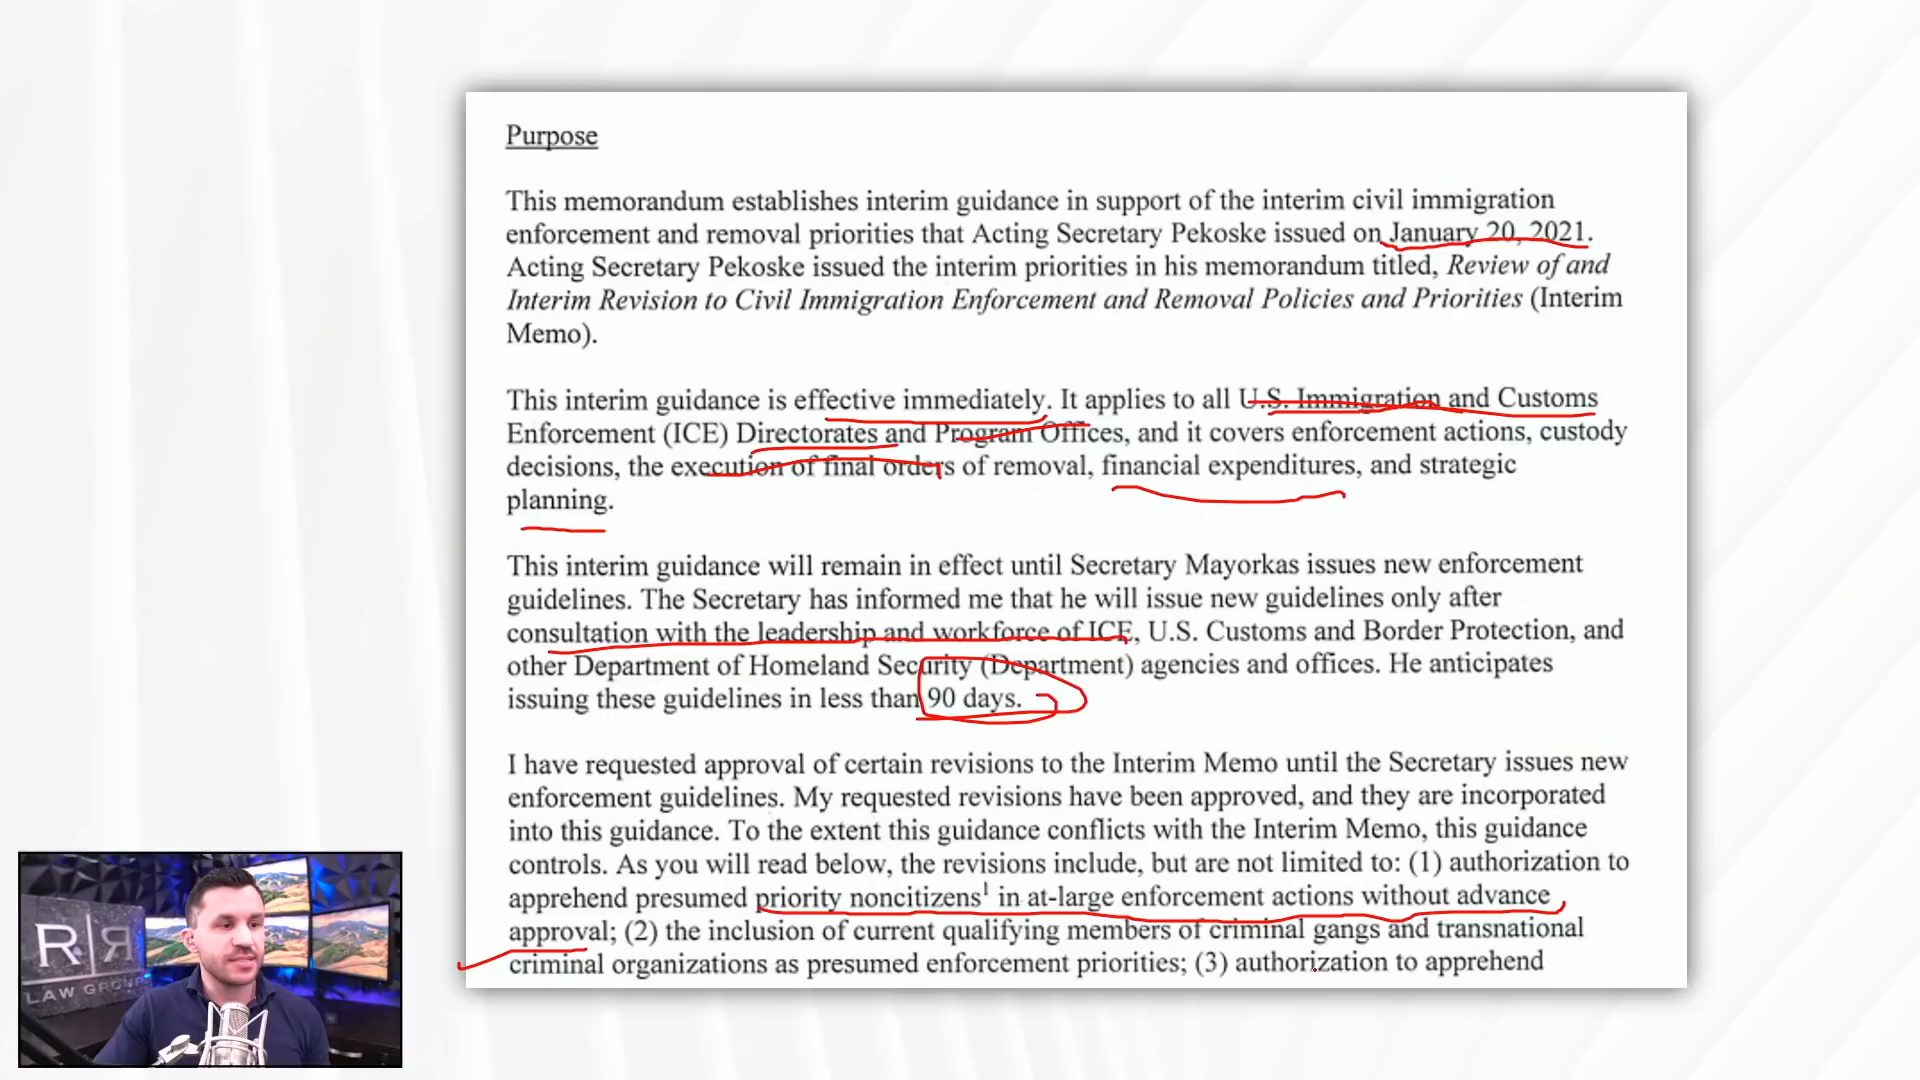 Purpose
This memorandum establishes interim guidance in support of the interim civil immigration
enforcement and removal priorities that Acting Secretary Pekoske issued on January 20, 2021.
Acting Secretary Pekoske issued the interim priorities in his memorandum titled, Review of and
Interim Revision to Civil Immigration Enforcement and Removal Policies and Priorities (Interim
Memo).
This interim guidance is effective immediately. It applies to all U.S. Immigration and Customs
Enforcement (ICE) Directorates and Program Offices, and it covers enforcement actions, custody
decisions, the execution of final orders of removal, financial expenditures, and strategic
planning.
This interim guidance will remain in effect until Secretary Mayorkas issues new enforcement
guidelines. The Secretary has informed me that he will issue new guidelines only after
consultation with the leadership and workforce of ICE, U.S. Customs and Border Protection, and
other Department of Homeland Security (Department) agencies and offices. He anticipates
issuing these guidelines in less than 90 days.
I have requested approval of certain revisions to the Interim Memo until the Secretary issues new
enforcement guidelines. My requested revisions have been approved, and they are incorporated
into this guidance. To the extent this guidance conflicts with the Interim Memo, this guidance
controls. As you will read below, the revisions include, but are not limited to: (1) authorization to
apprehend presumed priority noncitizens¹ in at-large enforcement actions without advance
approval; (2) the inclusion of current qualifying members of criminal gangs and transnational
criminal organizations as presumed enforcement priorities; (3) authorization to apprehend
R|R
LAW GROUP